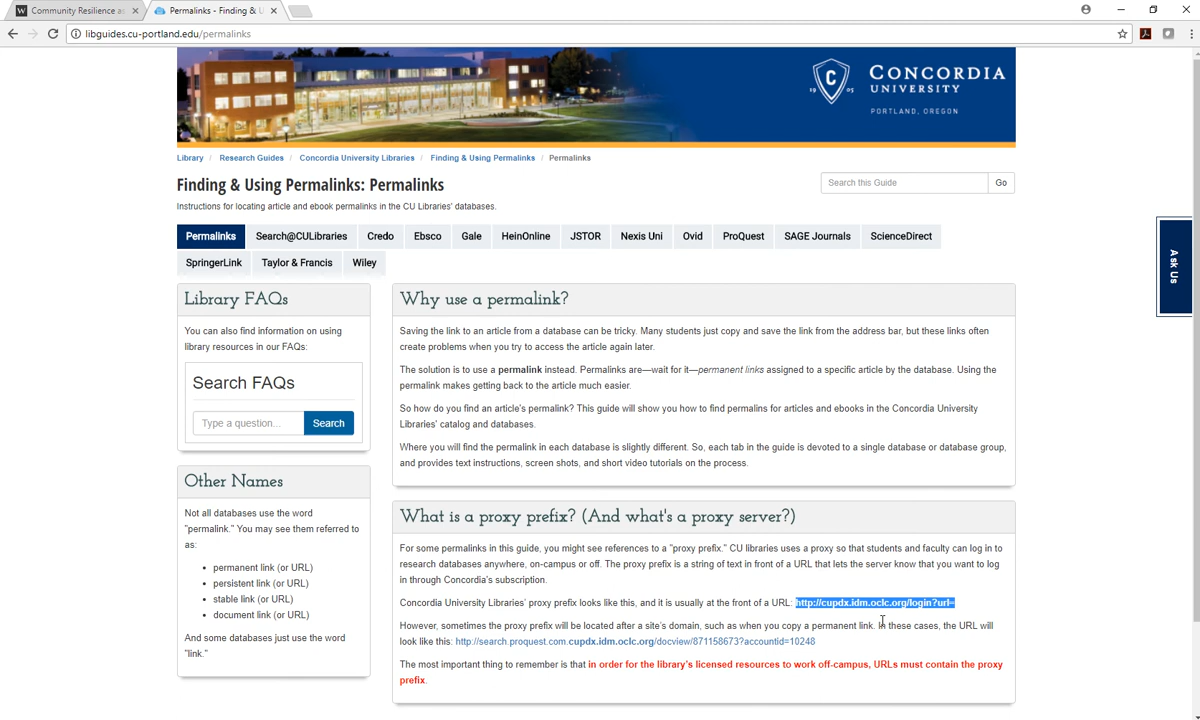 Community Resilience a
Permalinks - Finding & U
libguides.cu-portland.edu/permalinks
CONCORDIA
UNIVERSITY
PORTLAND, OREGON
19 C 05
Library / Research Guides / Concordia University Libraries / Finding & Using Permalinks / Permalinks
Finding & Using Permalinks: Permalinks
Search this Guide Go
Instructions for locating article and ebook permalinks in the CU Libraries' databases.
Permalinks Search@CULibraries Credo Ebsco Gale HeinOnline JSTOR Nexis Uni Ovid ProQuest SAGE Journals ScienceDirect
SpringerLink Taylor & Francis Wiley
Ask Us
Library FAQs
You can also find information on using
library resources in our FAQs:
Search FAQs
Type a question... Search
Other Names
Not all databases use the word
"permalink." You may see them referred to
as:
• permanent link (or URL)
• persistent link (or URL)
• stable link (or URL)
• document link (or URL)
And some databases just use the word
"link."
Why use a permalink?
Saving the link to an article from a database can be tricky. Many students just copy and save the link from the address bar, but these links often
create problems when you try to access the article again later.
The solution is to use a permalink instead. Permalinks are—wait for it—permanent links assigned to a specific article by the database. Using the
permalink makes getting back to the article much easier.
So how do you find an article's permalink? This guide will show you how to find permalins for articles and ebooks in the Concordia University
Libraries' catalog and databases.
Where you will find the permalink in each database is slightly different. So, each tab in the guide is devoted to a single database or database group,
and provides text instructions, screen shots, and short video tutorials on the process.
What is a proxy prefix? (And what's a proxy server?)
For some permalinks in this guide, you might see references to a "proxy prefix." CU libraries uses a proxy so that students and faculty can log in to
research databases anywhere, on-campus or off. The proxy prefix is a string of text in front of a URL that lets the server know that you want to log
in through Concordia's subscription.
Concordia University Libraries' proxy prefix looks like this, and it is usually at the front of a URL: http://cupdx.idm.oclc.org/login?url=
However, sometimes the proxy prefix will be located after a site's domain, such as when you copy a permanent link. In these cases, the URL will
look like this: http://search.proquest.com.cupdx.idm.oclc.org/docview/871158673?accountid=10248
The most important thing to remember is that in order for the library's licensed resources to work off-campus, URLs must contain the proxy
prefix.